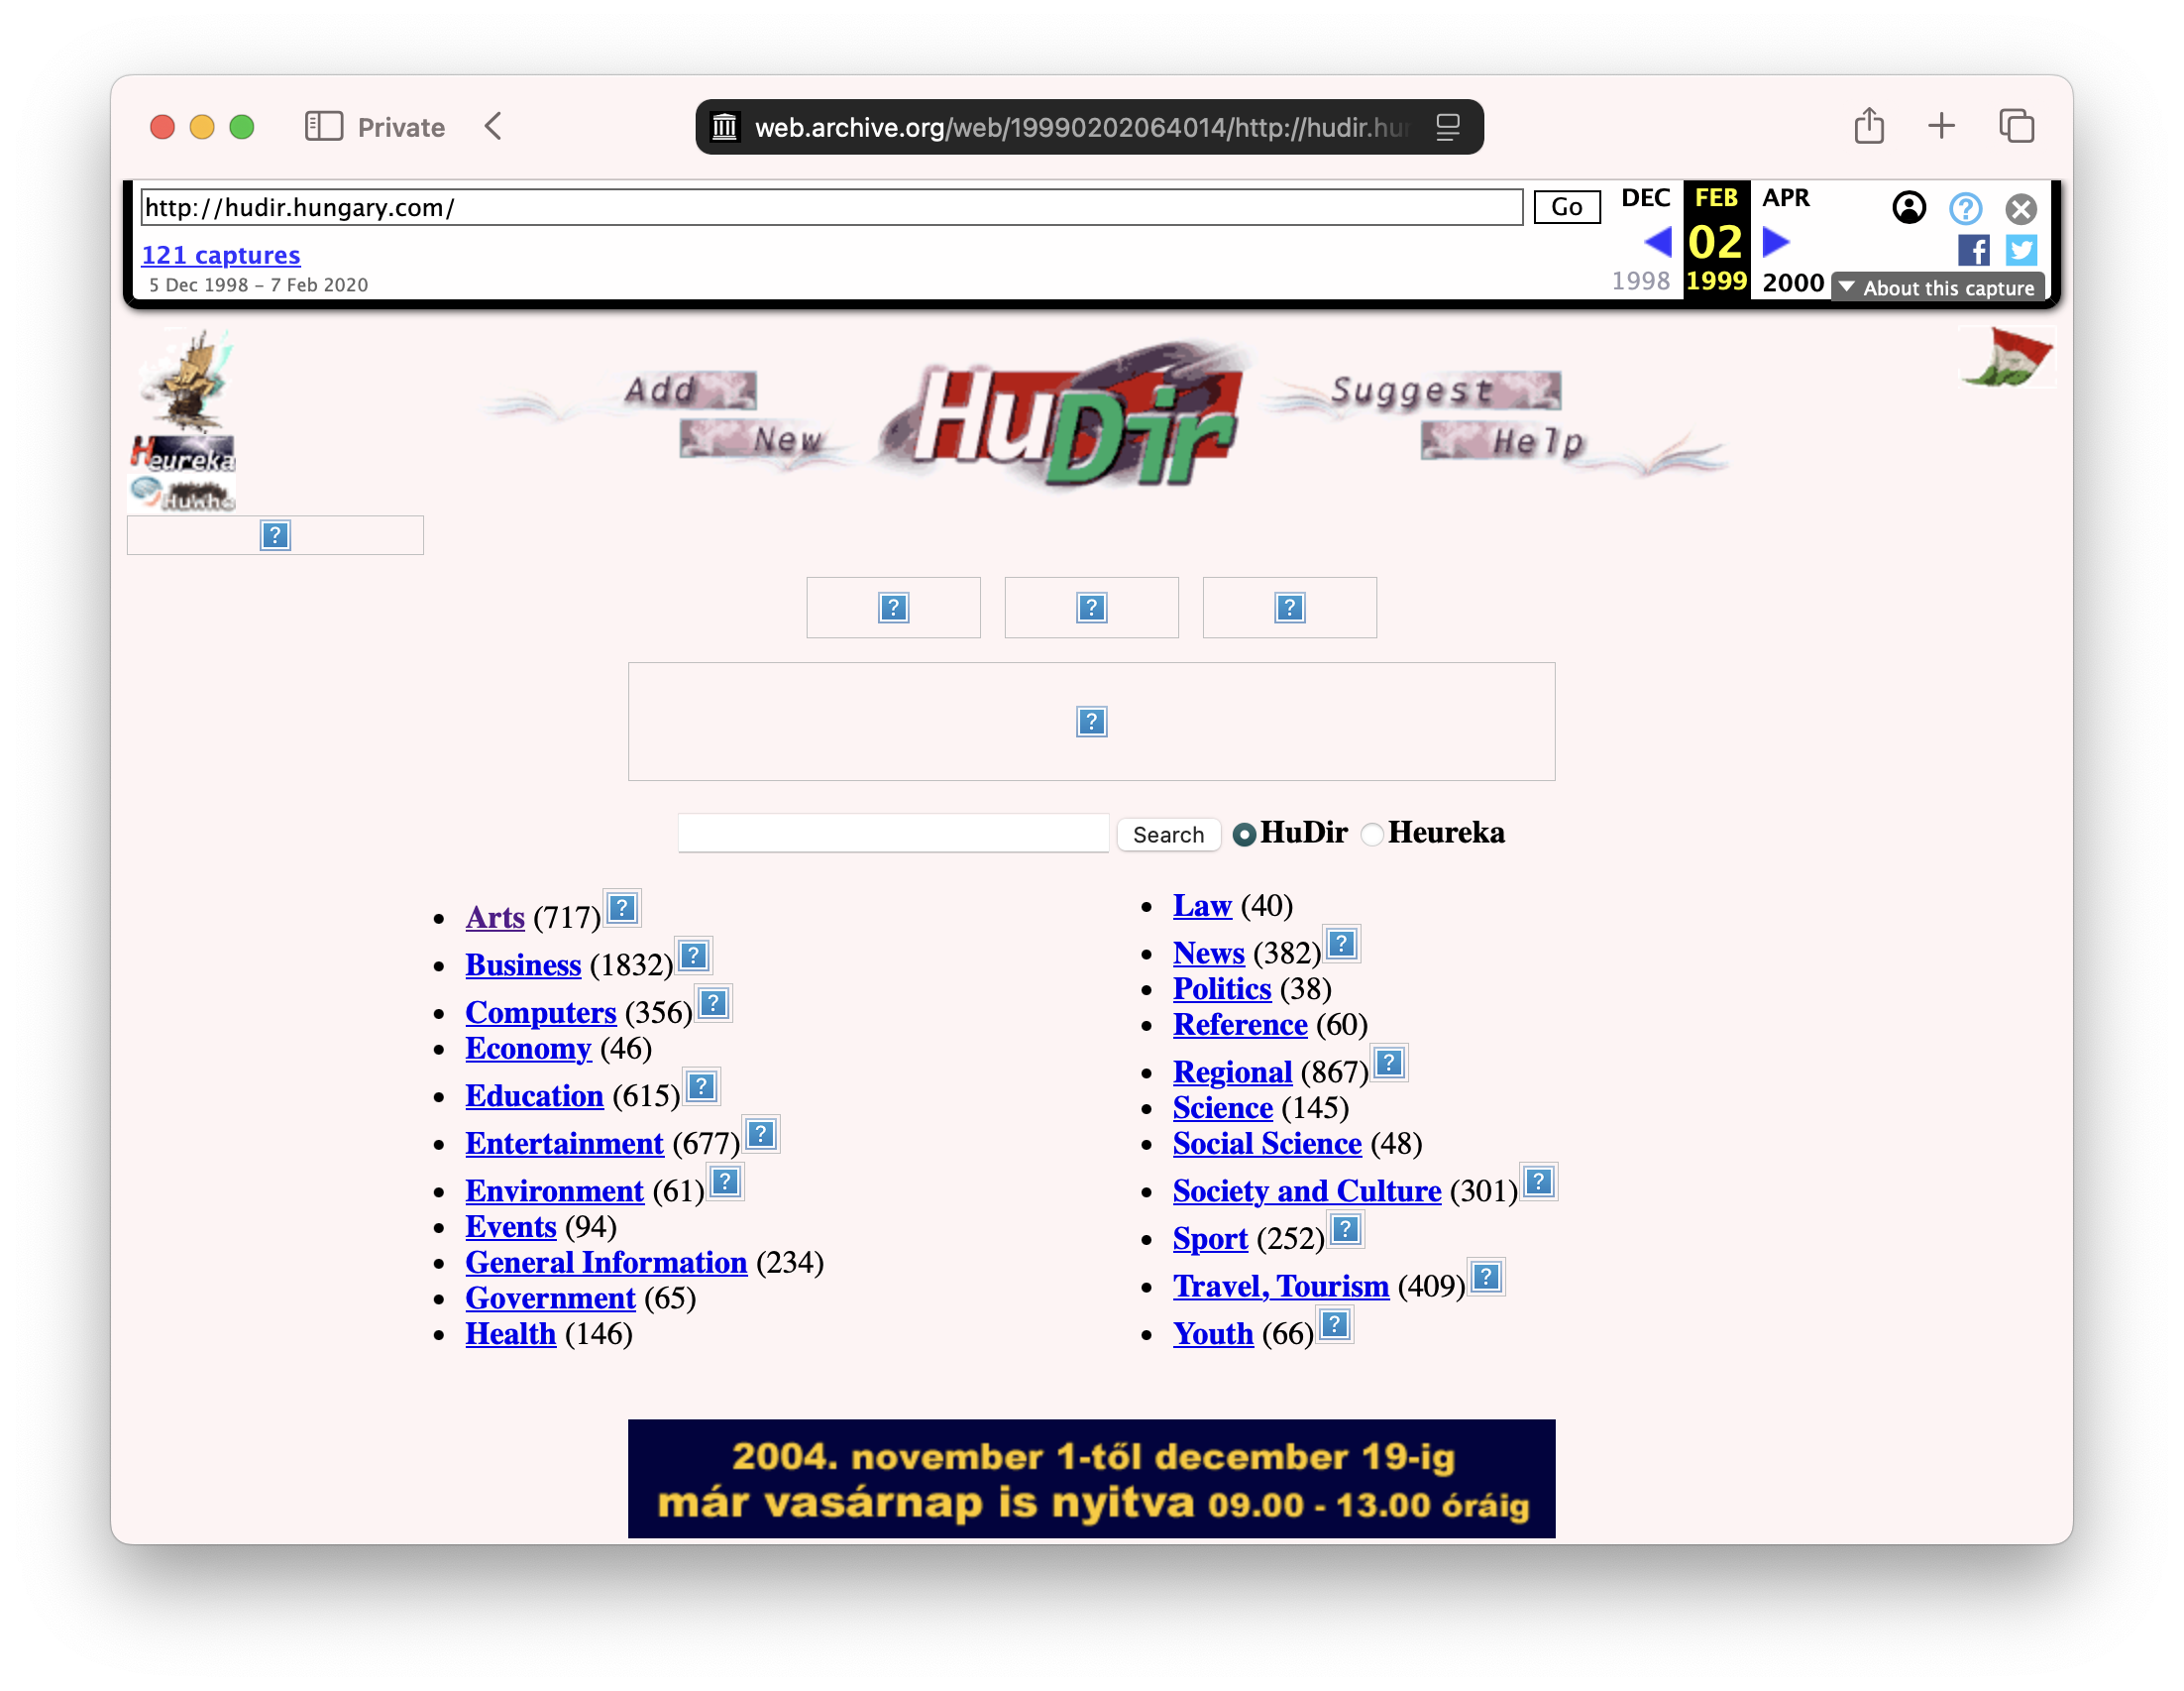 Private
web.archive.org/web/19990202064014/http://hudir.hu
http://hudir.hungary.com/
Go
DEC
FEB
APR
02
121 captures
5 Dec 1998 – 7 Feb 2020
1998
1999
2000
About this capture
Add
New
HuDir
Suggest
Help
Heureka
Search
HuDir
Heureka
Arts (717)
Business (1832)
Computers (356)
Economy (46)
Education (615)
Entertainment (677)
Environment (61)
Events (94)
General Information (234)
Government (65)
Health (146)
Law (40)
News (382)
Politics (38)
Reference (60)
Regional (867)
Science (145)
Social Science (48)
Society and Culture (301)
Sport (252)
Travel, Tourism (409)
Youth (66)
2004. november 1-től december 19-ig
már vasárnap is nyitva 09.00 - 13.00 óráig